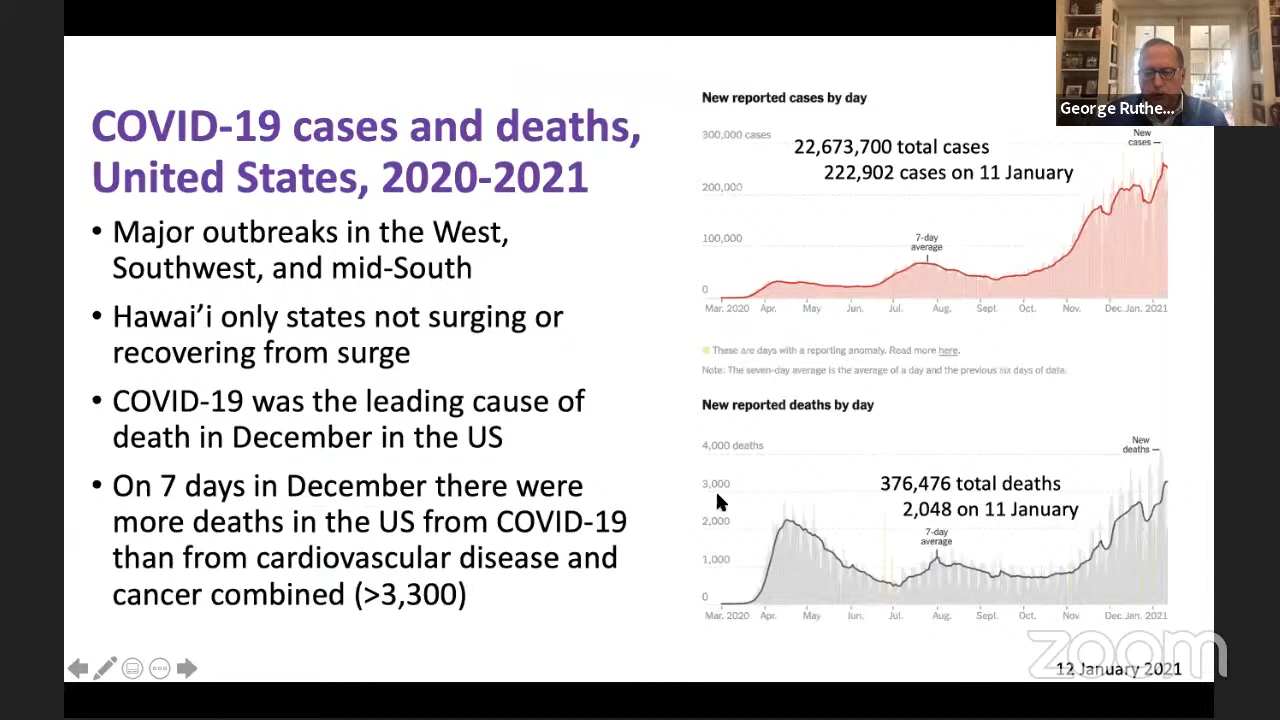 COVID-19 cases and deaths,
United States, 2020-2021
• Major outbreaks in the West,
Southwest, and mid-South
• Hawai’i only states not surging or
recovering from surge
• COVID-19 was the leading cause of
death in December in the US
• On 7 days in December there were
more deaths in the US from COVID-19
than from cardiovascular disease and
cancer combined (>3,300)
New reported cases by day
300,000 cases
22,673,700 total cases
222,902 cases on 11 January
New
cases
200,000
100,000
7-day
average
0
Mar. 2020 Apr. May Jun. Jul. Aug. Sept. Oct. Nov. Dec. Jan. 2021
These are days with a reporting anomaly. Read more here.
Note: The seven-day average is the average of a day and the previous six days of data.
New reported deaths by day
4,000 deaths
New
deaths
3,000
376,476 total deaths
2,048 on 11 January
2,000
7-day
average
1,000
0
Mar. 2020 Apr. May Jun. Jul. Aug. Sept. Oct. Nov. Dec. Jan. 2021
12 January 2021
zoom
George Ruthe...